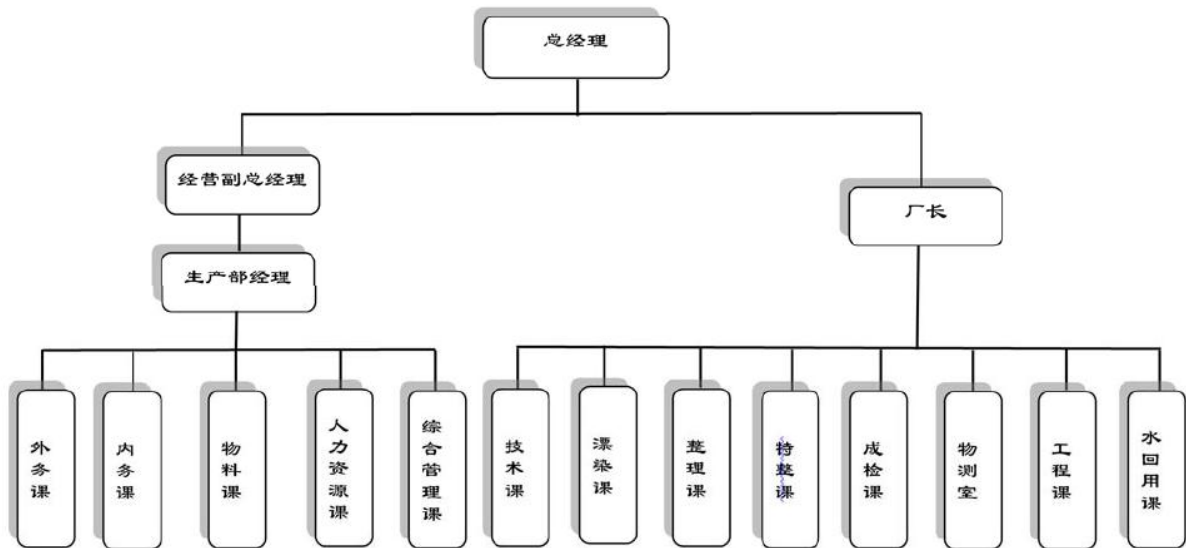 总经理
经营副总经理
厂长
生产部经理
外务课
内务课
物料课
人力资源课
综合管理课
技术课
漂染课
整理课
特整课
成检课
物测室
工程课
水回用课